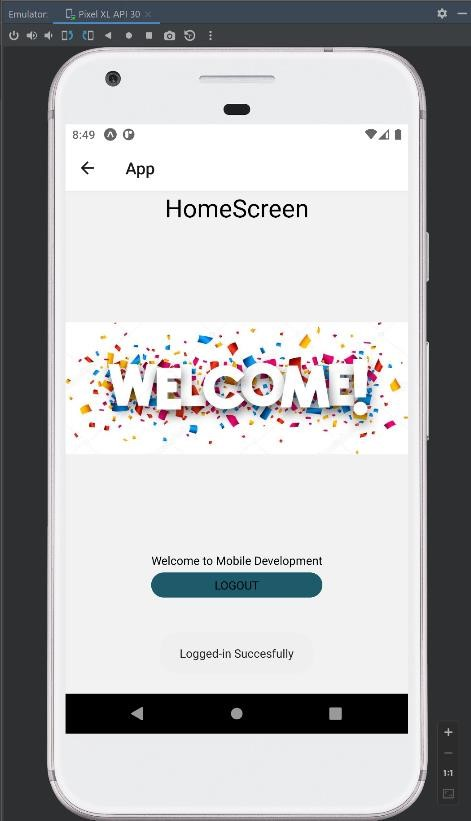 Emulator: Pixel XL API 30
8:49
App
HomeScreen
WELCOME!
Welcome to Mobile Development
LOGOUT
Logged-in Succesfully
1:1